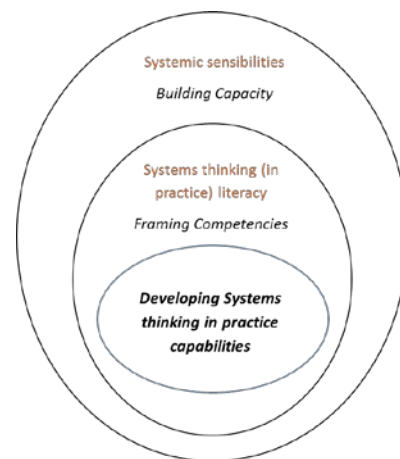 Systemic sensibilities
Building Capacity
Systems thinking (in
practice) literacy
Framing Competencies
Developing Systems
thinking in practice
capabilities